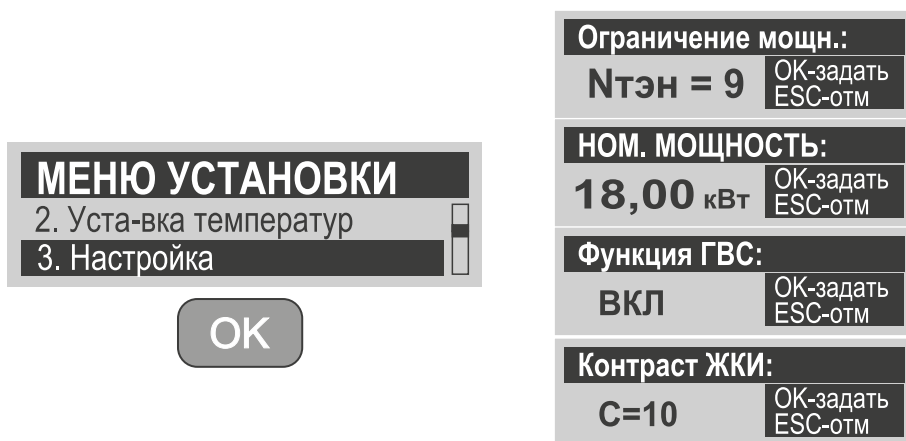 МЕНЮ УСТАНОВКИ
2. Уста-вка температур
3. Настройка
OK
Ограничение мощн.:
Nтэн = 9
OK-задать
ESC-отм
НОМ. МОЩНОСТЬ:
18,00 кВт
OK-задать
ESC-отм
Функция ГВС:
ВКЛ
OK-задать
ESC-отм
Контраст ЖКИ:
C=10
OK-задать
ESC-отм